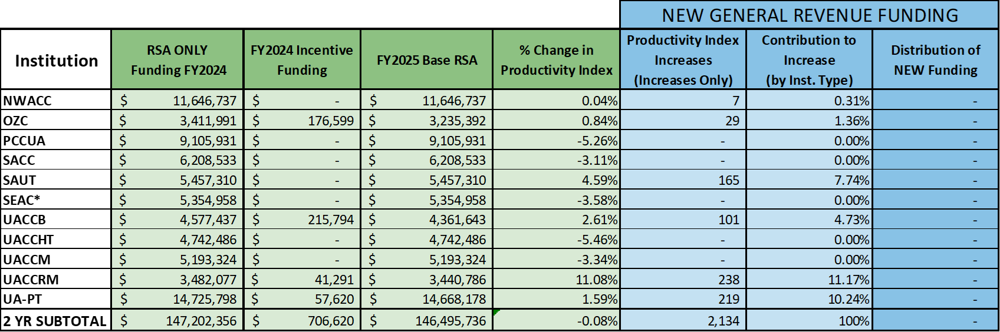 NEW GENERAL REVENUE FUNDING
Institution
RSA ONLY
Funding FY2024
FY2024 Incentive
Funding
FY2025 Base RSA
% Change in
Productivity Index
Productivity Index
Increases
(Increases Only)
Contribution to
Increase
(by Inst. Type)
Distribution of
NEW Funding
NWACC $ 11,646,737 $ - $ 11,646,737 0.04% 7 0.31% -
OZC $ 3,411,991 $ 176,599 $ 3,235,392 0.84% 29 1.36% -
PCCUA $ 9,105,931 $ - $ 9,105,931 -5.26% - 0.00% -
SACC $ 6,208,533 $ - $ 6,208,533 -3.11% - 0.00% -
SAUT $ 5,457,310 $ - $ 5,457,310 4.59% 165 7.74% -
SEAC* $ 5,354,958 $ - $ 5,354,958 -3.58% - 0.00% -
UACCB $ 4,577,437 $ 215,794 $ 4,361,643 2.61% 101 4.73% -
UACCHT $ 4,742,486 $ - $ 4,742,486 -5.46% - 0.00% -
UACCM $ 5,193,324 $ - $ 5,193,324 -3.34% - 0.00% -
UACCRM $ 3,482,077 $ 41,291 $ 3,440,786 11.08% 238 11.17% -
UA-PT $ 14,725,798 $ 57,620 $ 14,668,178 1.59% 219 10.24% -
2 YR SUBTOTAL $ 147,202,356 $ 706,620 $ 146,495,736 -0.08% 2,134 100% -